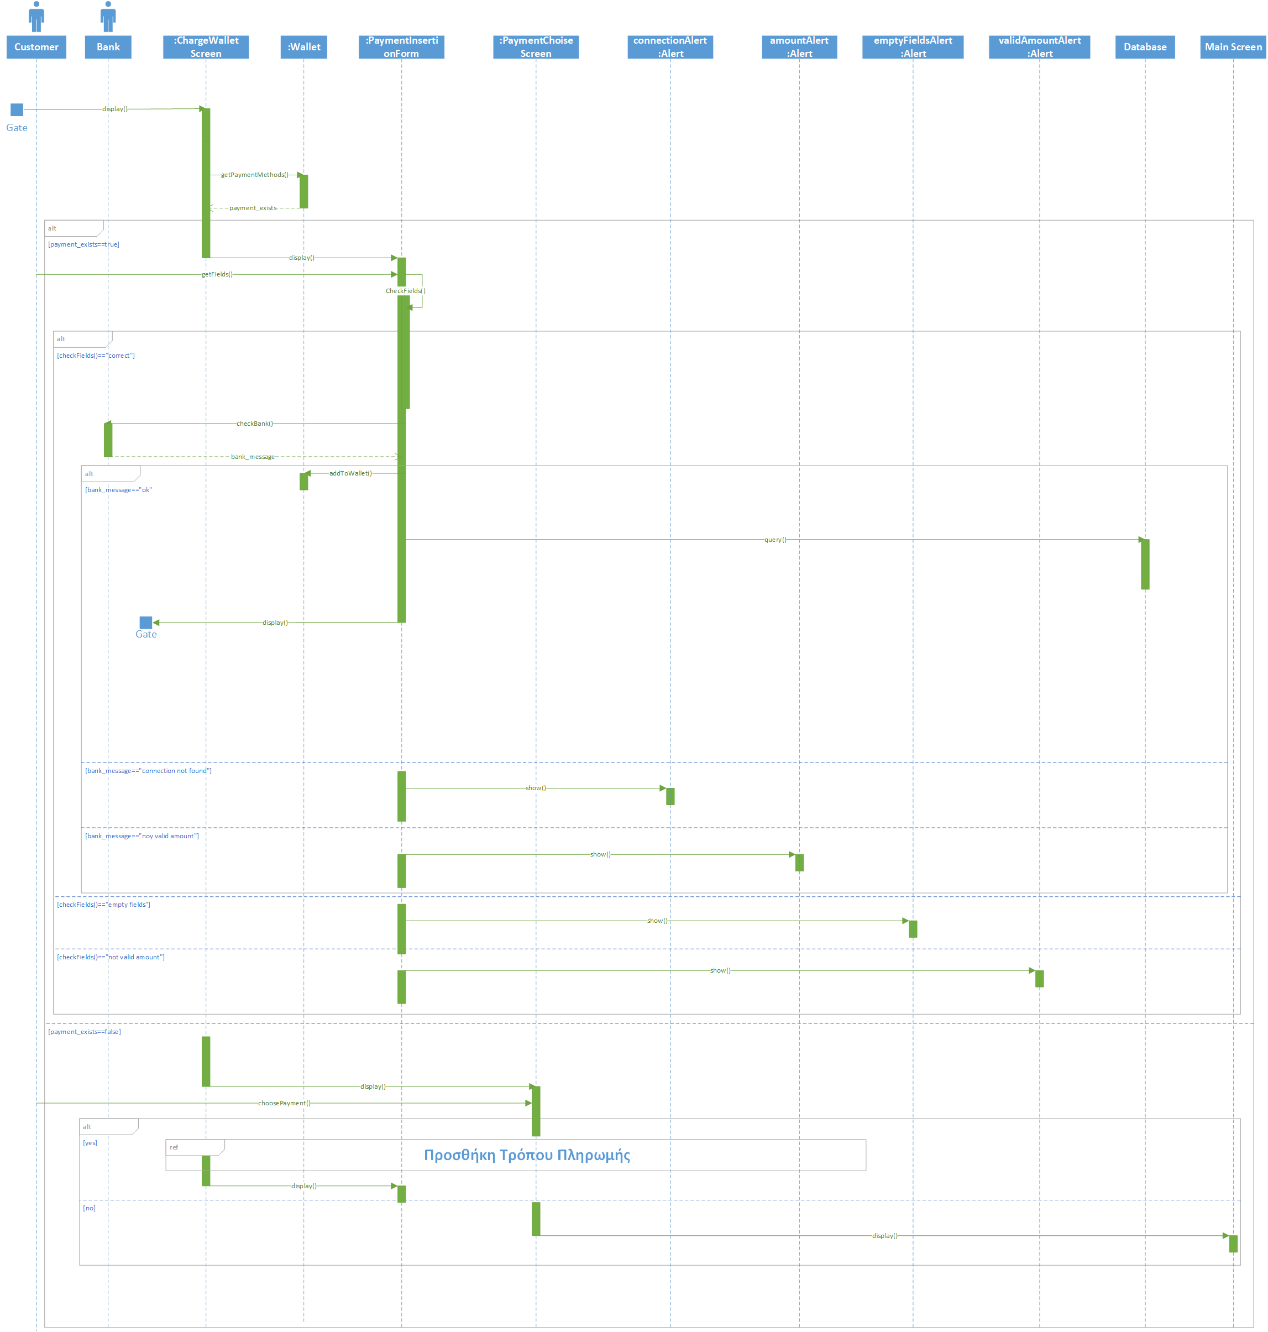 Customer
Bank
:ChargeWallet
Screen
:Wallet
:PaymentInserti
onForm
:PaymentChoise
Screen
connectionAlert
:Alert
amountAlert
:Alert
emptyFieldsAlert
:Alert
validAmountAlert
:Alert
Database
Main Screen
display()
Gate
getPaymentMethods()
payment_exists
alt
[payment_exists==true]
display()
getFields()
CheckFields()
alt
[checkFields()=="correct"]
checkBank()
bank_message
alt
addToWallet()
[bank_message=="ok"
query()
display()
Gate
[bank_message=="connection not found"]
show()
[bank_message=="noy valid amount"]
show()
[checkFields()=="empty fields"]
show()
[checkFields()=="not valid amount"]
show()
[payment_exists==false]
display()
choosePayment()
alt
[yes]
ref
Προσθήκη Τρόπου Πληρωμής
display()
[no]
display()